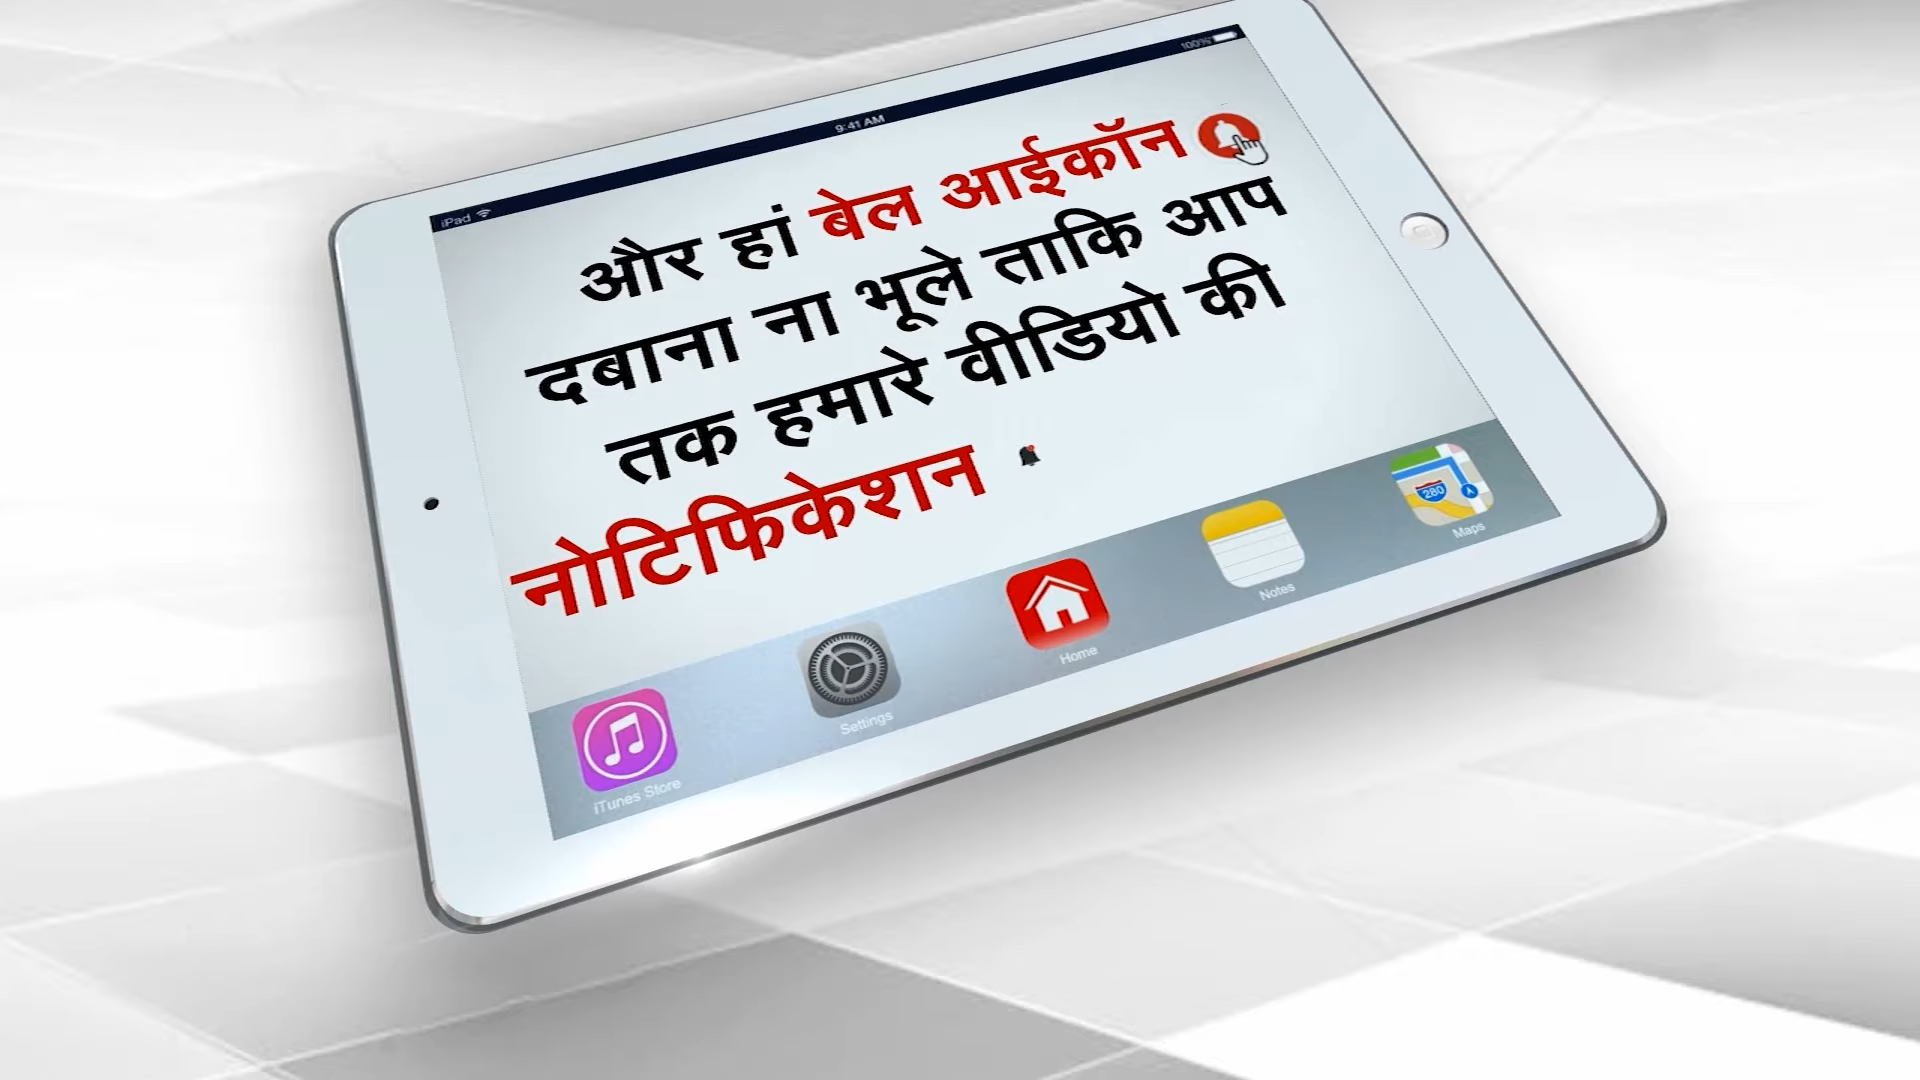 iPad
9:41 AM
100%
और हां बेल आईकॉन
दबाना ना भूले ताकि आप
तक हमारे वीडियो की
नोटिफिकेशन
iTunes Store
Settings
Home
Notes
280
Maps